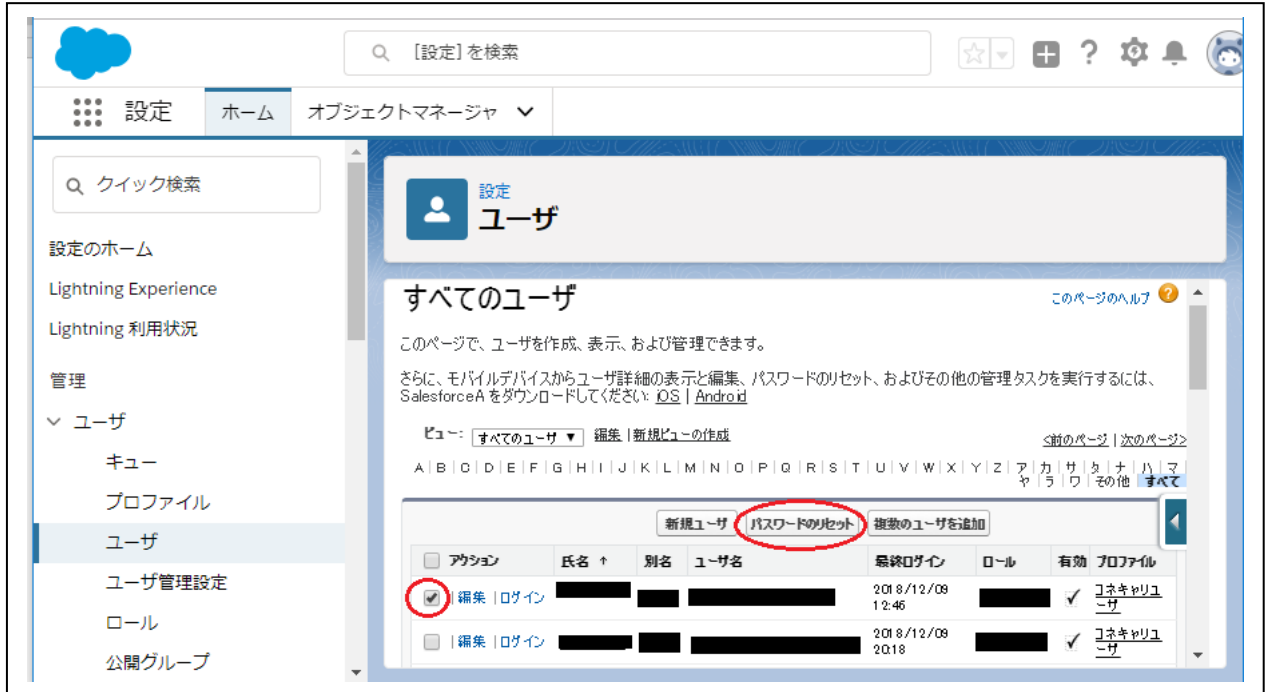 [設定] を検索
?
設定 ホーム オブジェクトマネージャ
クイック検索
設定のホーム
Lightning Experience
Lightning 利用状況
管理
ユーザ
キュー
プロファイル
ユーザ
ユーザ管理設定
ロール
公開グループ
設定
ユーザ
すべてのユーザ
このページのヘルプ ?
このページで、ユーザを作成、表示、および管理できます。
さらに、モバイルデバイスからユーザ詳細の表示と編集、パスワードのリセット、およびその他の管理タスクを実行するには、
SalesforceA をダウンロードしてください: iOS | Android
ビュー: すべてのユーザ ▼ 編集 | 新規ビューの作成
<前のページ | 次のページ>
A | B | C | D | E | F | G | H | I | J | K | L | M | N | O | P | Q | R | S | T | U | V | W | X | Y | Z | ア | カ | サ | タ | ナ | ハ | マ |
ヤ | ラ | ワ | その他 | すべて
新規ユーザ パスワードのリセット 複数のユーザを追加
アクション 氏名 ↑ 別名 ユーザ名 最終ログイン ロール 有効 プロファイル
| 編集 | ログイン 2018/12/09 ✓ コネキャリユ
12:46 ーザ
| 編集 | ログイン 2018/12/09 ✓ コネキャリユ
20:18 ーザ